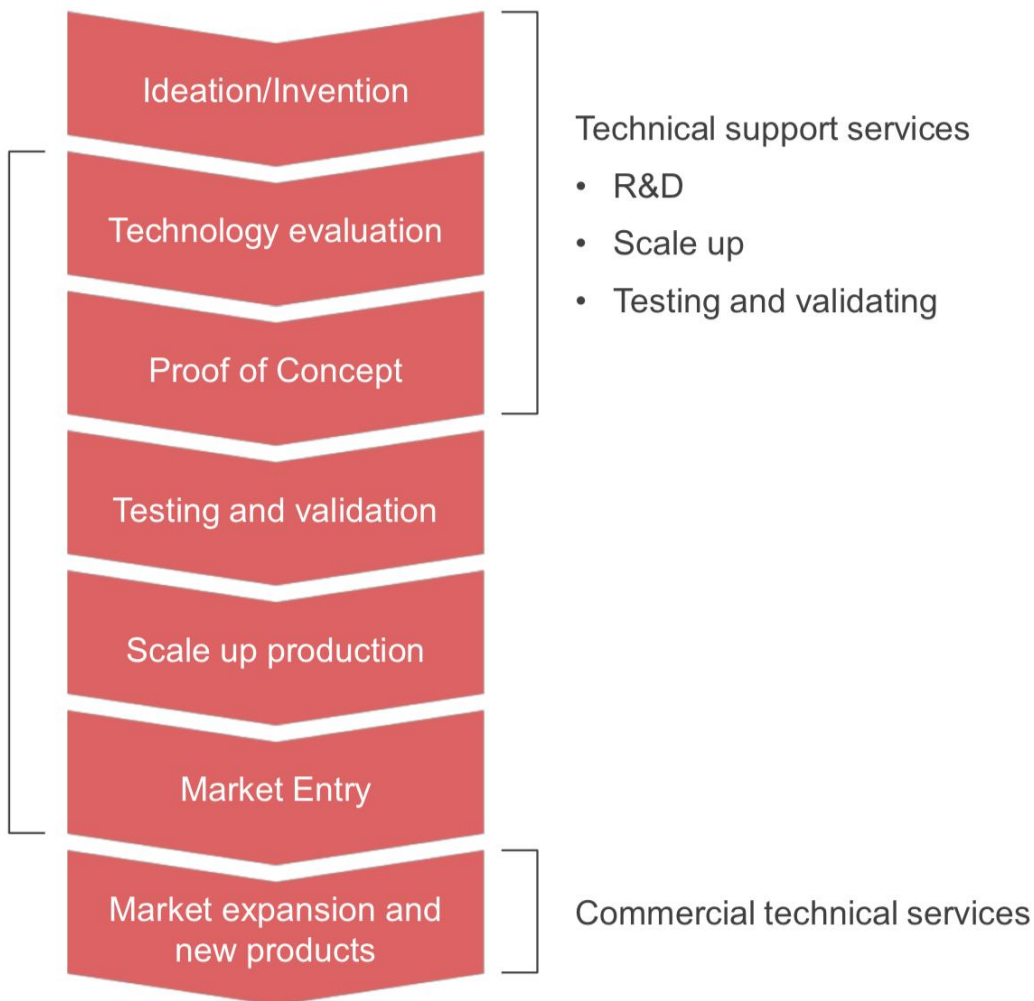 Ideation/Invention
Technology evaluation
Proof of Concept
Testing and validation
Scale up production
Market Entry
Market expansion and
new products
Technical support services
• R&D
• Scale up
• Testing and validating
Commercial technical services